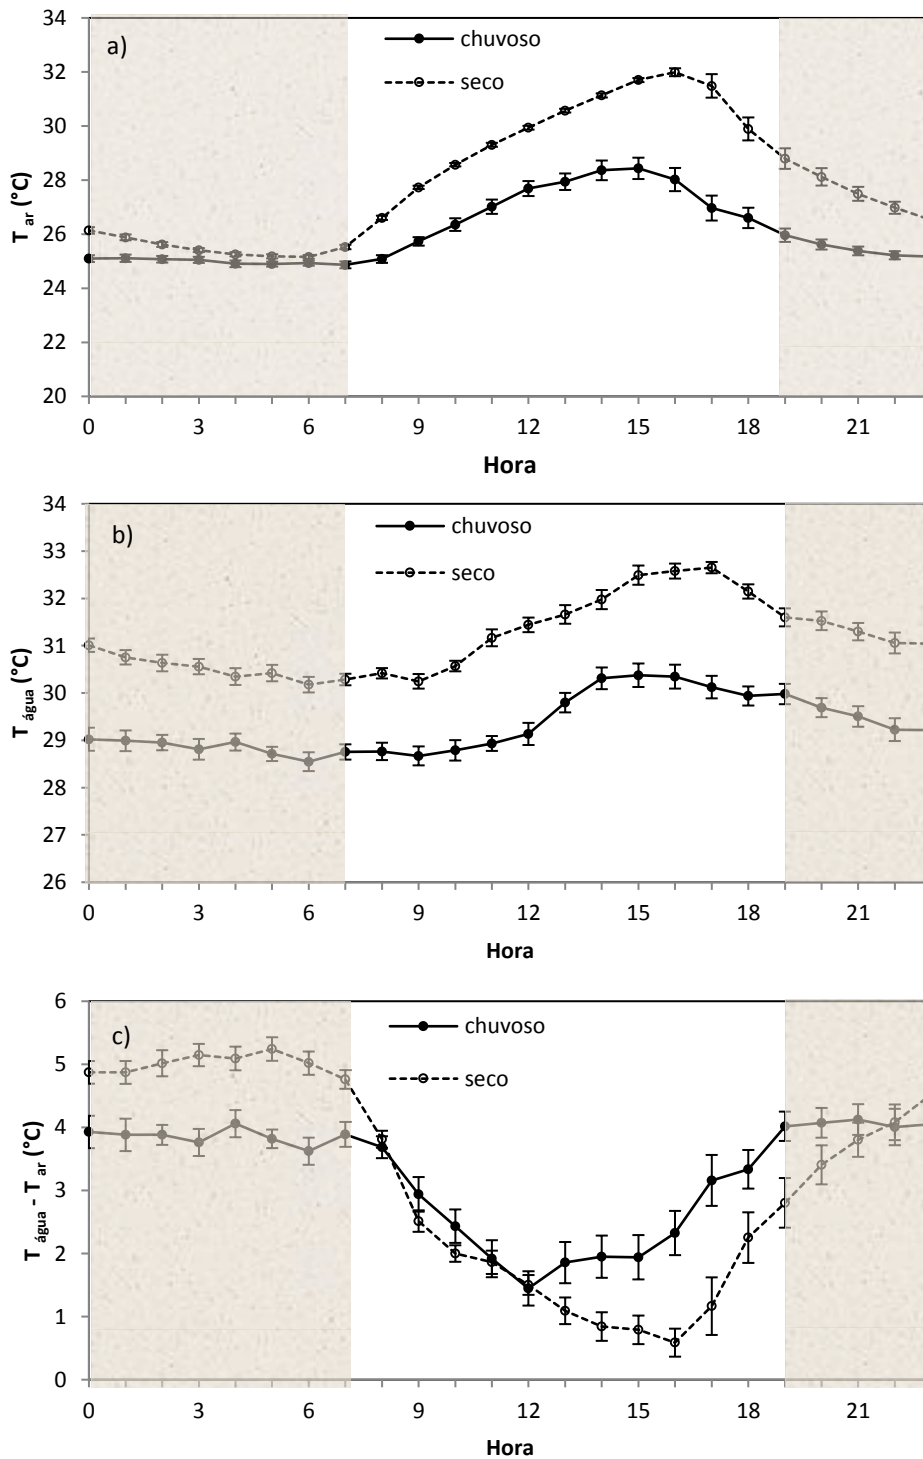 a)
chuvoso
seco
34
32
30
28
26
24
22
20
T ar (°C)
0 3 6 9 12 15 18 21
Hora
b)
chuvoso
seco
34
33
32
31
30
29
28
27
26
T água (°C)
0 3 6 9 12 15 18 21
Hora
c)
chuvoso
seco
6
5
4
3
2
1
0
T água - T ar (°C)
0 3 6 9 12 15 18 21
Hora